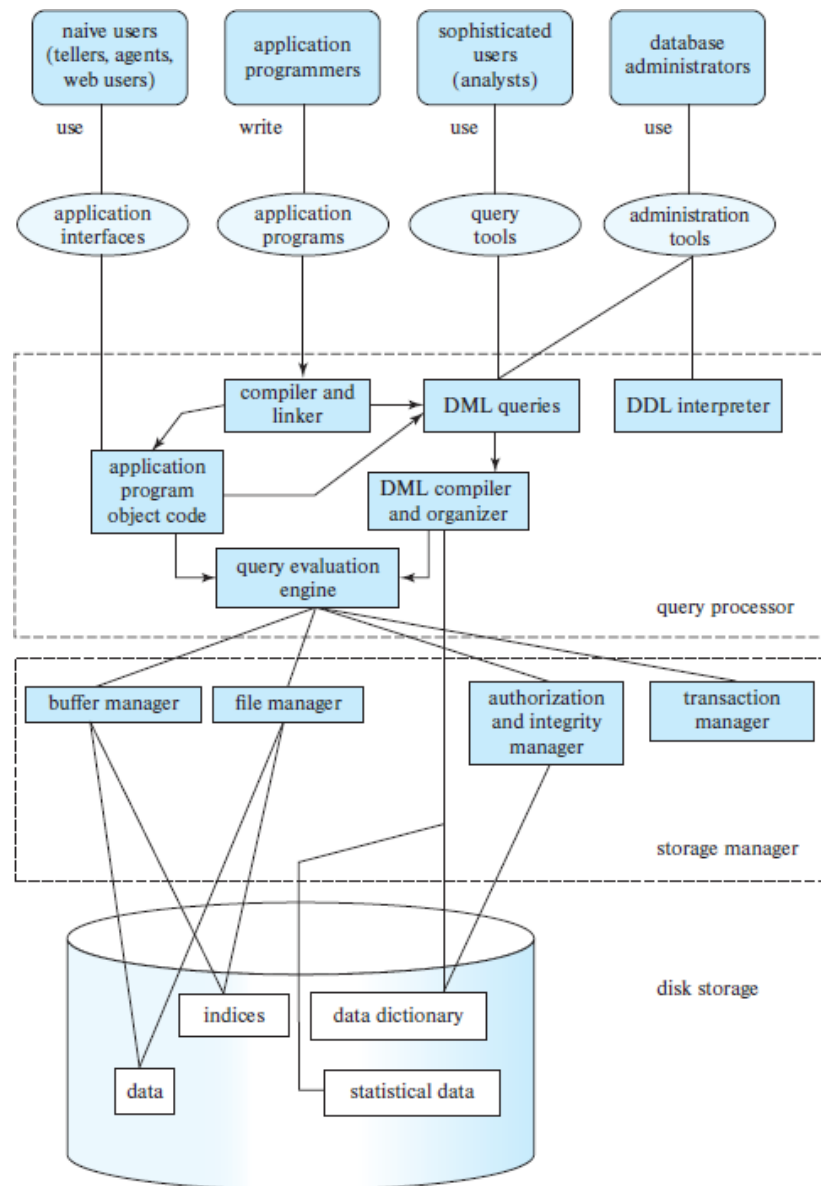 naive users
(tellers, agents,
web users)
application
programmers
sophisticated
users
(analysts)
database
administrators
use
write
use
use
application
interfaces
application
programs
query
tools
administration
tools
compiler and
linker
DML queries
DDL interpreter
application
program
object code
DML compiler
and organizer
query evaluation
engine
query processor
buffer manager
file manager
authorization
and integrity
manager
transaction
manager
storage manager
disk storage
indices
data dictionary
data
statistical data